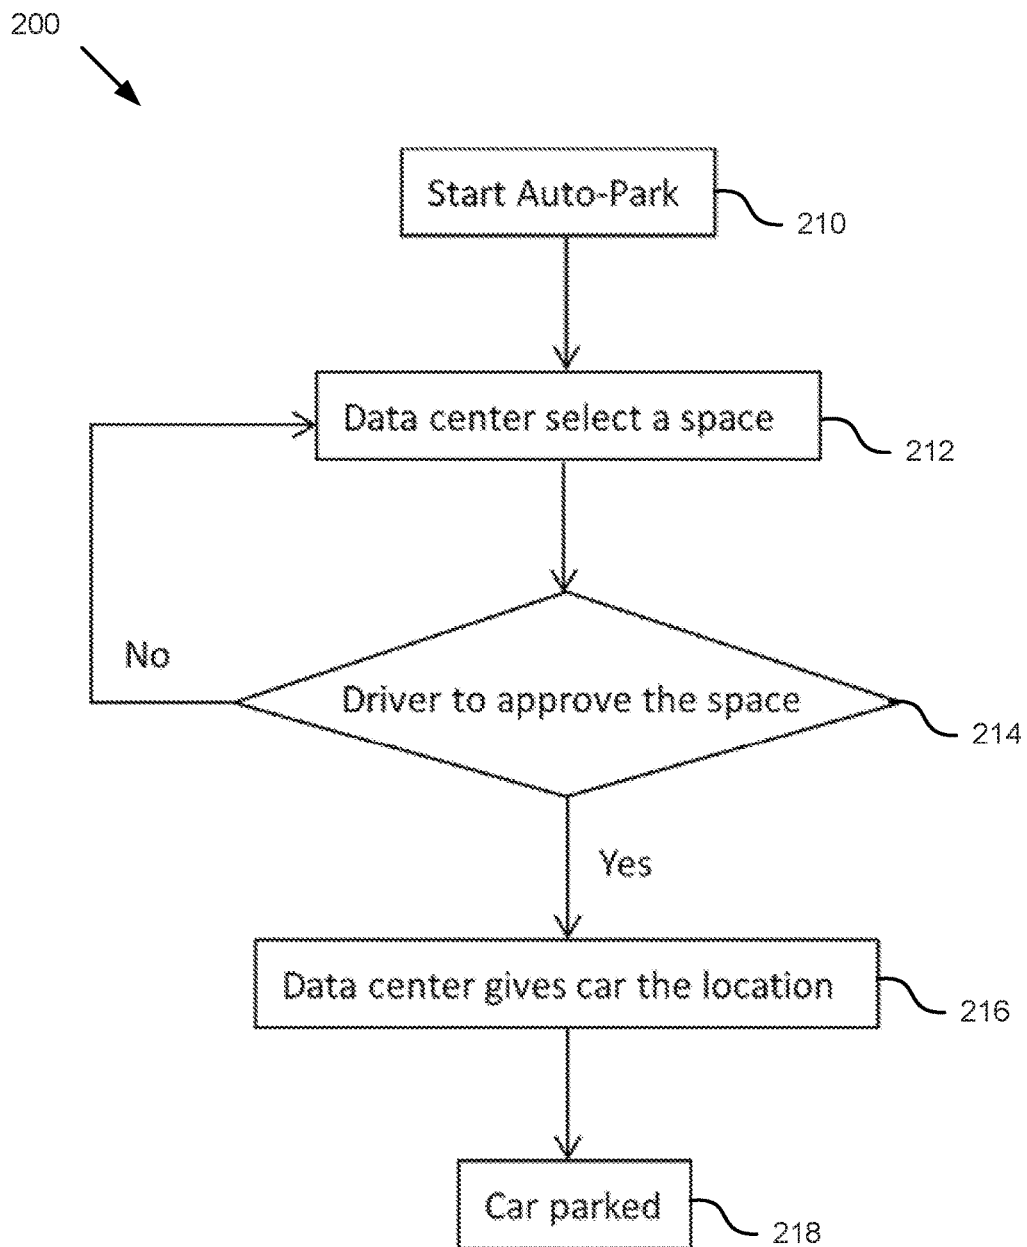 200
Start Auto-Park
210
Data center select a space
212
No
Driver to approve the space
214
Yes
Data center gives car the location
216
Car parked
218